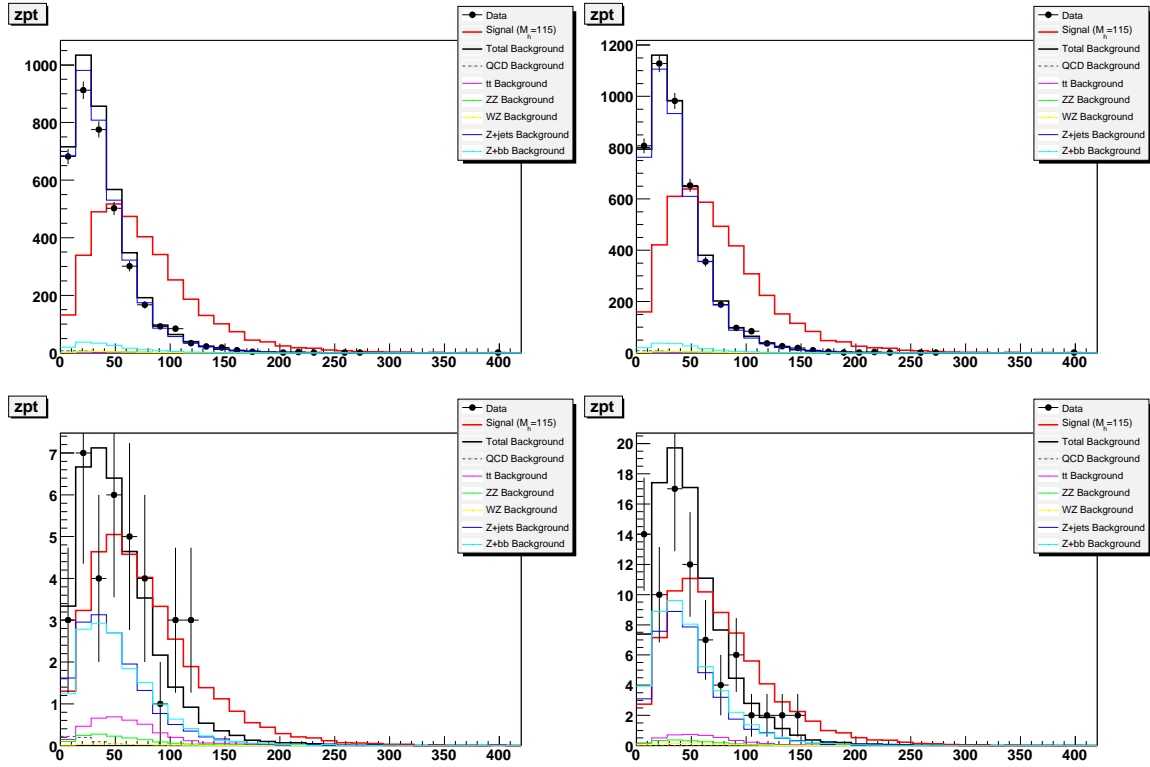 zpt
Data
Signal (M_h=115)
Total Background
QCD Background
tt Background
ZZ Background
WZ Background
Z+jets Background
Z+bb Background
1000
800
600
400
200
0
0 50 100 150 200 250 300 350 400
zpt
Data
Signal (M_h=115)
Total Background
QCD Background
tt Background
ZZ Background
WZ Background
Z+jets Background
Z+bb Background
1200
1000
800
600
400
200
0
0 50 100 150 200 250 300 350 400
zpt
Data
Signal (M_h=115)
Total Background
QCD Background
tt Background
ZZ Background
WZ Background
Z+jets Background
Z+bb Background
7
6
5
4
3
2
1
0
0 50 100 150 200 250 300 350 400
zpt
Data
Signal (M_h=115)
Total Background
QCD Background
tt Background
ZZ Background
WZ Background
Z+jets Background
Z+bb Background
20
18
16
14
12
10
8
6
4
2
0
0 50 100 150 200 250 300 350 400